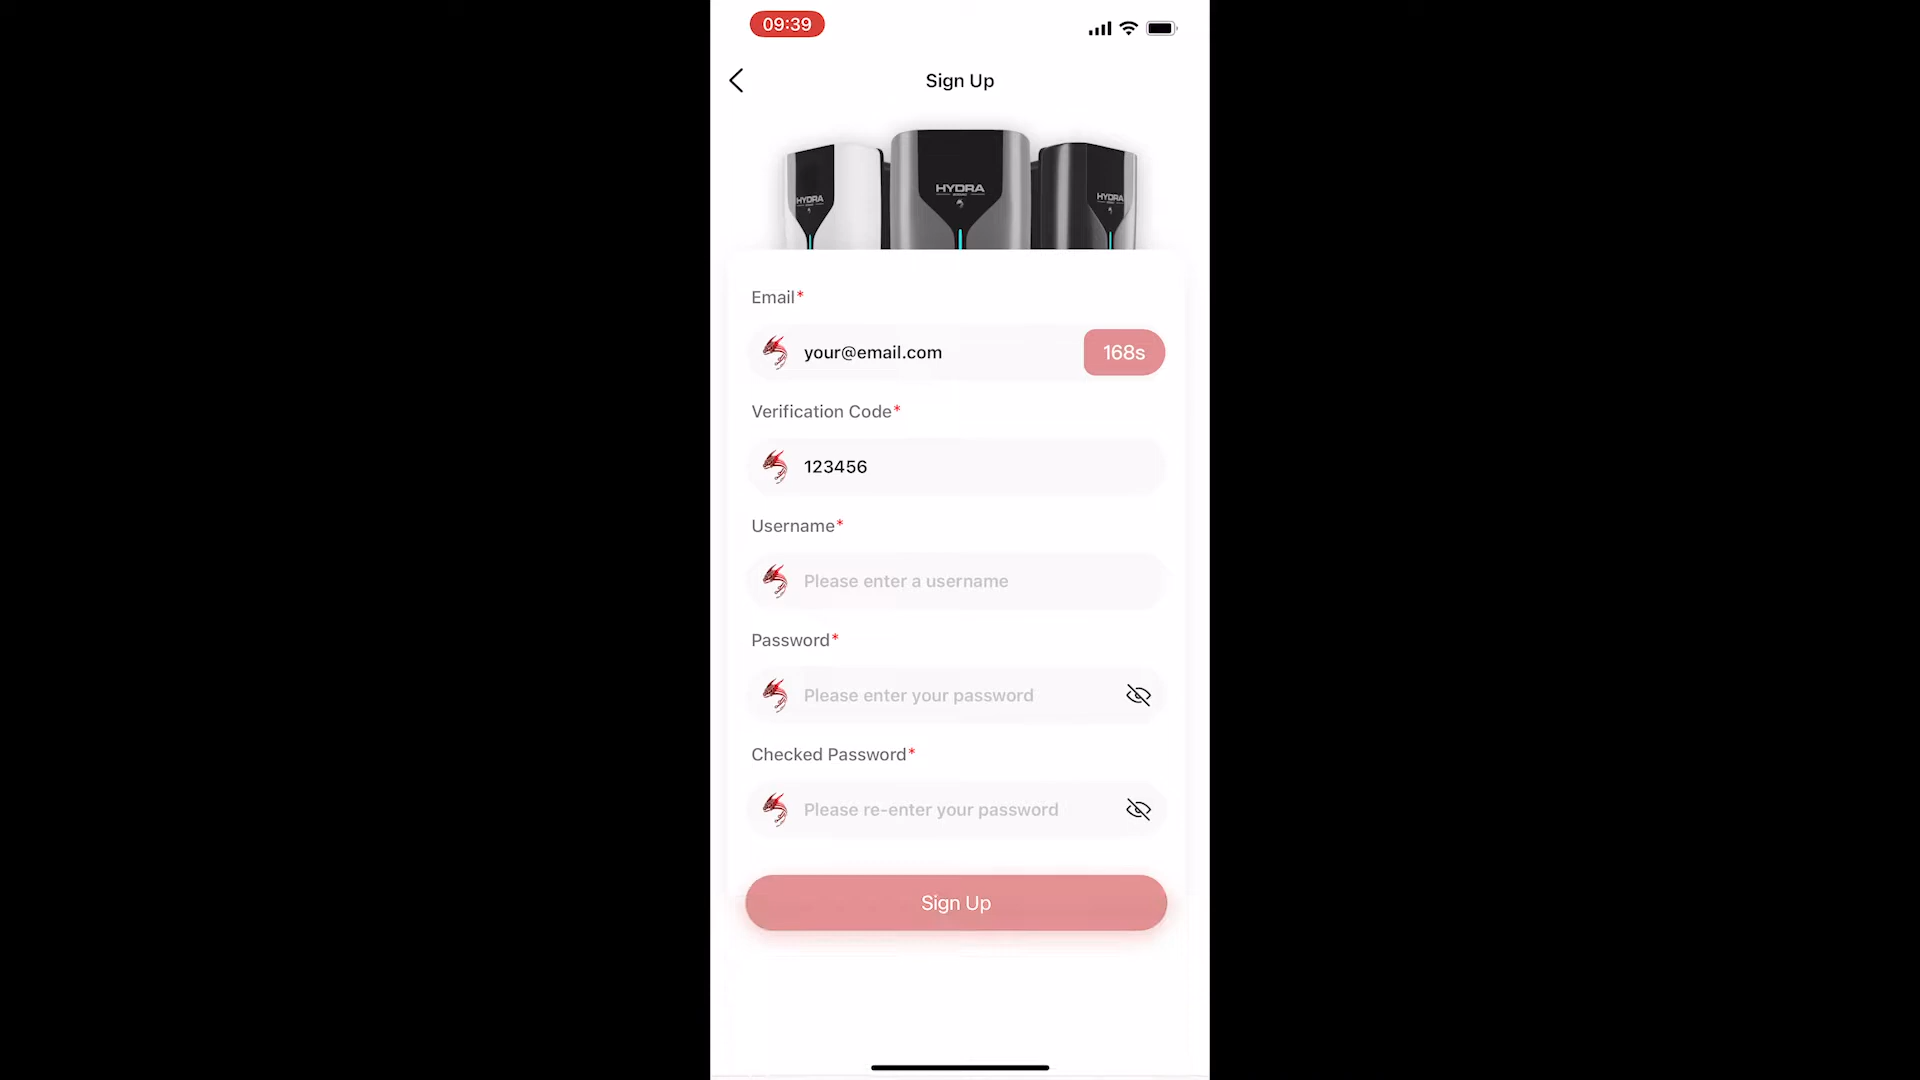 09:39
Sign Up
HYDRA
HYDRA
HYDRA
Email*
your@email.com
168s
Verification Code*
123456
Username*
Please enter a username
Password*
Please enter your password
Checked Password*
Please re-enter your password
Sign Up